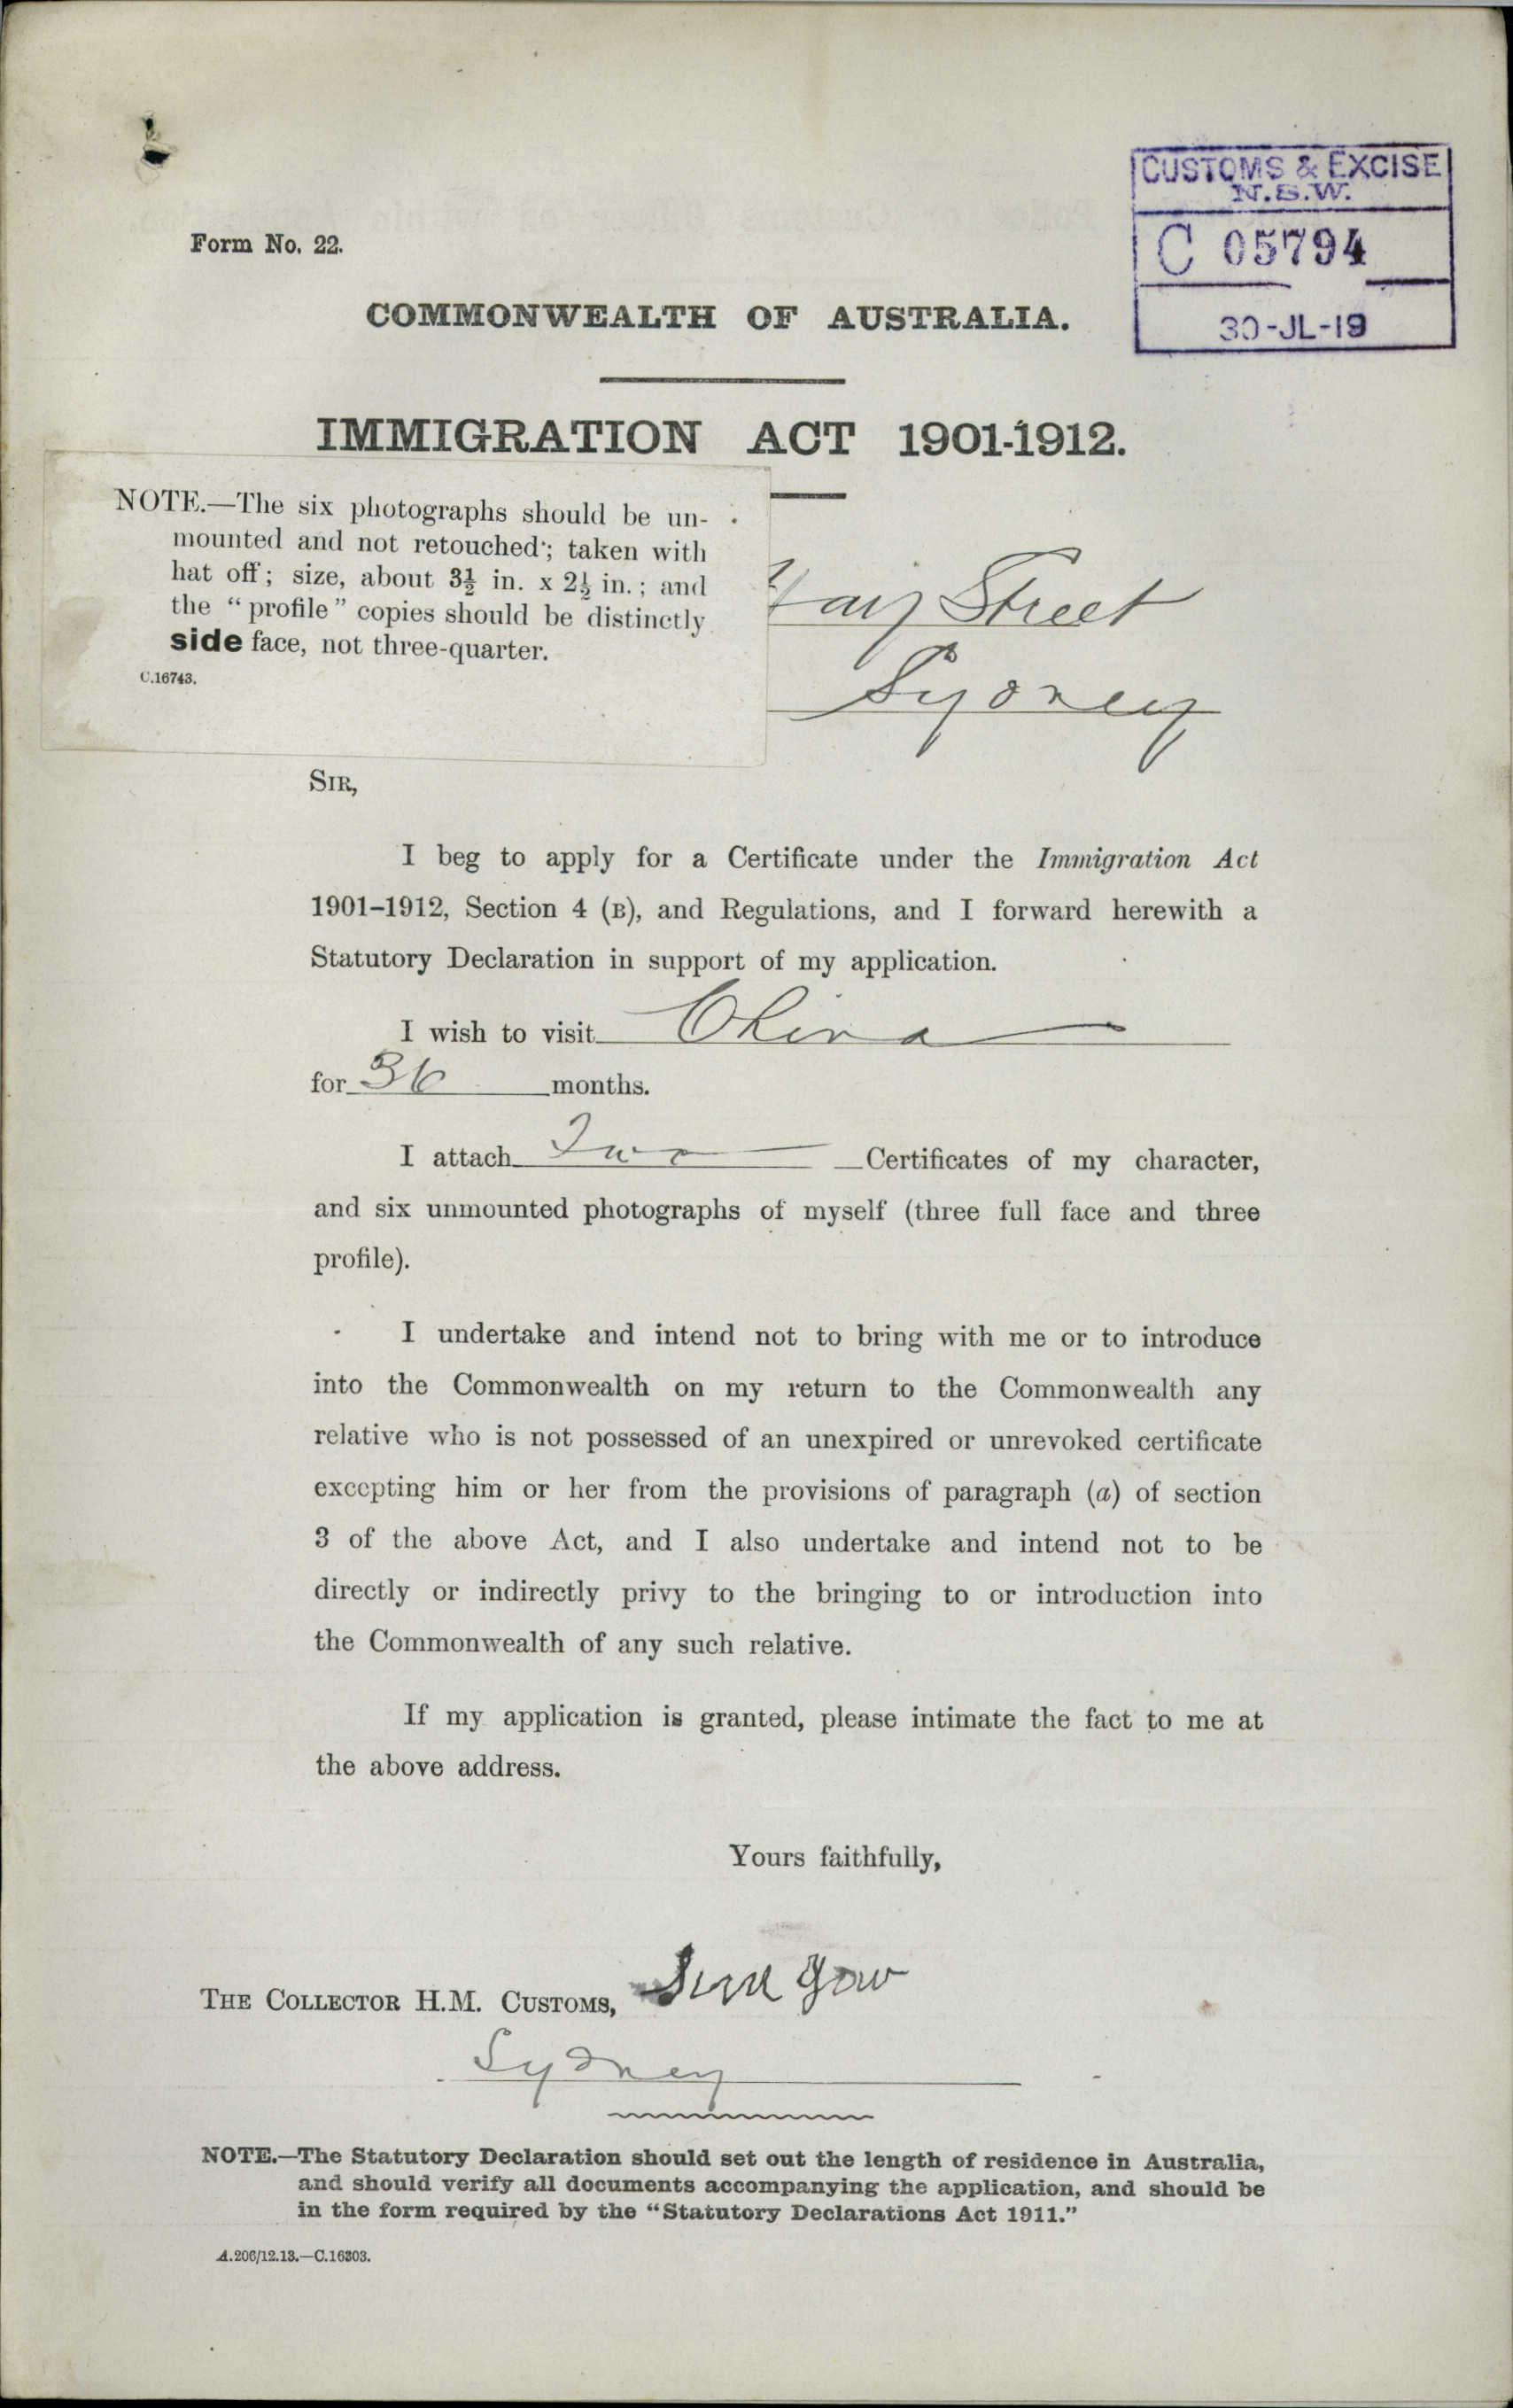 CUSTOMS & EXCISE
N.S.W.
C 05794
30-JL-19
Form No. 22.
COMMONWEALTH OF AUSTRALIA.
IMMIGRATION ACT 1901-1912.
NOTE.—The six photographs should be un-
mounted and not retouched; taken with
hat off; size, about 3½ in. x 2½ in.; and
the "profile" copies should be distinctly
side face, not three-quarter.
C.16743.
Street
Sydney
SIR,
I beg to apply for a Certificate under the Immigration Act
1901-1912, Section 4 (B), and Regulations, and I forward herewith a
Statutory Declaration in support of my application.
I wish to visit China
for 36 months.
I attach Two Certificates of my character,
and six unmounted photographs of myself (three full face and three
profile).
I undertake and intend not to bring with me or to introduce
into the Commonwealth on my return to the Commonwealth any
relative who is not possessed of an unexpired or unrevoked certificate
excepting him or her from the provisions of paragraph (a) of section
3 of the above Act, and I also undertake and intend not to be
directly or indirectly privy to the bringing to or introduction into
the Commonwealth of any such relative.
If my application is granted, please intimate the fact to me at
the above address.
Yours faithfully,
Gow
THE COLLECTOR H.M. CUSTOMS,
Sydney
NOTE.—The Statutory Declaration should set out the length of residence in Australia,
and should verify all documents accompanying the application, and should be
in the form required by the "Statutory Declarations Act 1911."
A.206/12.13.—C.16303.